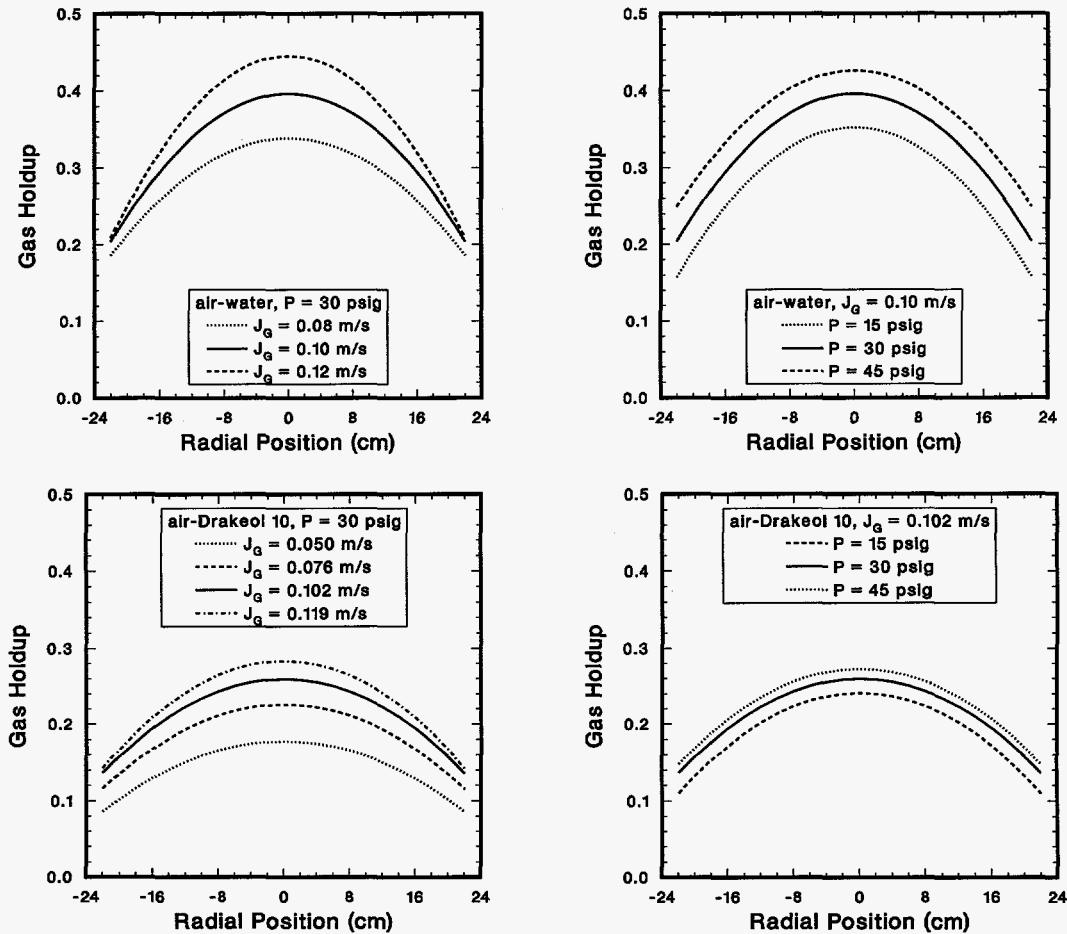 0.5
0.4
0.3
0.2
0.1
0.0
Gas Holdup
air-water, P = 30 psig
J_G = 0.08 m/s
J_G = 0.10 m/s
J_G = 0.12 m/s
-24 -16 -8 0 8 16 24
Radial Position (cm)
0.5
0.4
0.3
0.2
0.1
0.0
Gas Holdup
air-water, J_G = 0.10 m/s
P = 15 psig
P = 30 psig
P = 45 psig
-24 -16 -8 0 8 16 24
Radial Position (cm)
0.5
0.4
0.3
0.2
0.1
0.0
Gas Holdup
air-Drakeol 10, P = 30 psig
J_G = 0.050 m/s
J_G = 0.076 m/s
J_G = 0.102 m/s
J_G = 0.119 m/s
-24 -16 -8 0 8 16 24
Radial Position (cm)
0.5
0.4
0.3
0.2
0.1
0.0
Gas Holdup
air-Drakeol 10, J_G = 0.102 m/s
P = 15 psig
P = 30 psig
P = 45 psig
-24 -16 -8 0 8 16 24
Radial Position (cm)